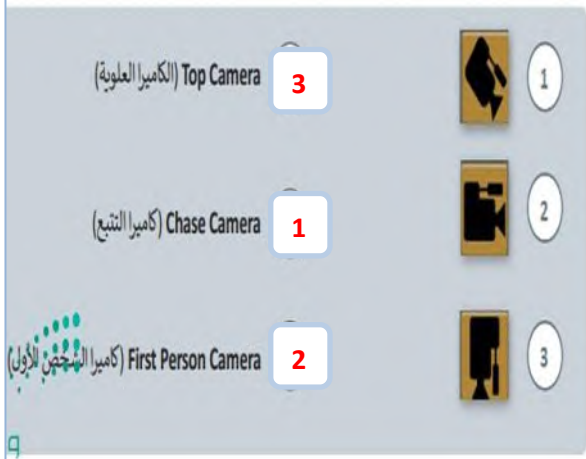 1
3
Top Camera (الكاميرا العلوية)
2
1
Chase Camera (كاميرا التتبع)
3
2
First Person Camera (كاميرا الشخص الأول)
و